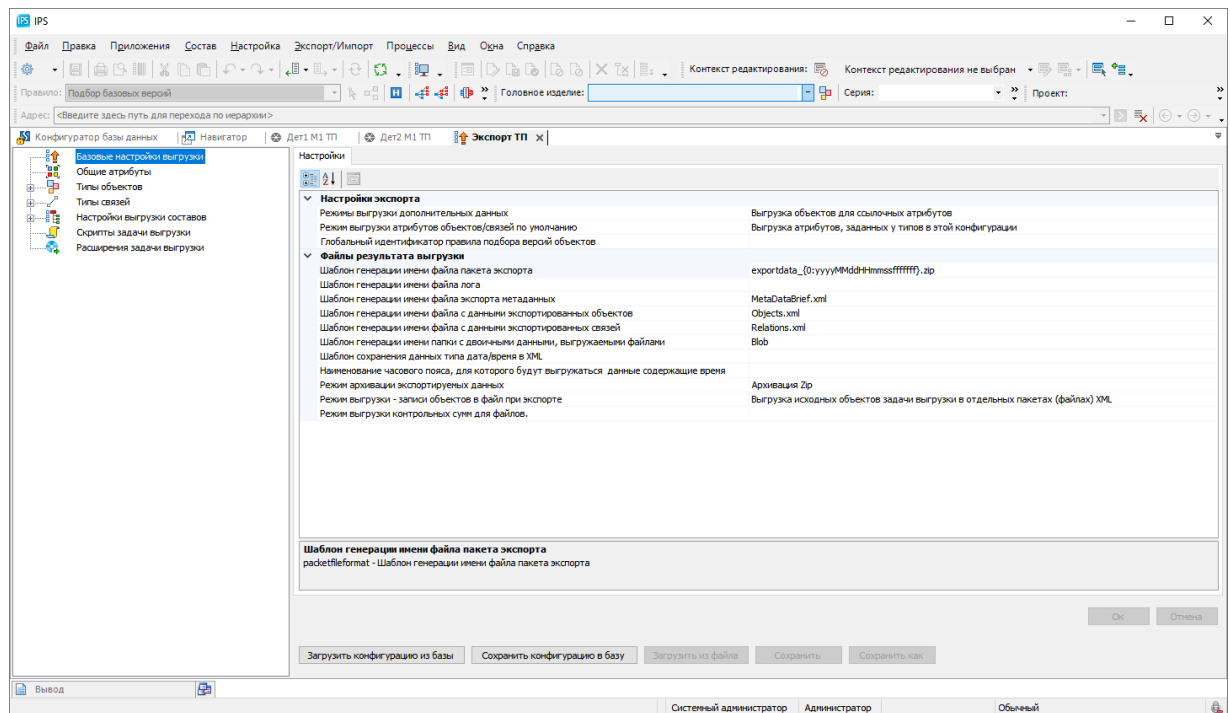 IPS
Файл Правка Приложения Состав Настройка Экспорт/Импорт Процессы Вид Окна Справка
Контекст редактирования: Контекст редактирования не выбран
Правило: Подбор базовых версий Головное изделие: Серия: Проект:
Адрес: <Введите здесь путь для перехода по иерархии>
Конфигуратор базы данных Навигатор Дет1 М1 ТП Дет2 М1 ТП Экспорт ТП
Базовые настройки выгрузки
Общие атрибуты
Типы объектов
Типы связей
Настройки выгрузки составов
Скрипты задачи выгрузки
Расширения задачи выгрузки
Настройки
Настройки экспорта
Режимы выгрузки дополнительных данных Выгрузка объектов для ссылочных атрибутов
Режим выгрузки атрибутов объектов/связей по умолчанию Выгрузка атрибутов, заданных у типов в этой конфигурации
Глобальный идентификатор правила подбора версий объектов
Файлы результата выгрузки
Шаблон генерации имени файла пакета экспорта exportdata_{0:yyyyMMddHHmmssfffffff}.zip
Шаблон генерации имени файла лога
Шаблон генерации имени файла экспорта метаданных MetaDataBrief.xml
Шаблон генерации имени файла с данными экспортированных объектов Objects.xml
Шаблон генерации имени файла с данными экспортированных связей Relations.xml
Шаблон генерации имени папки с двоичными данными, выгружаемыми файлами Blob
Шаблон сохранения данных типа дата/время в XML
Наименование часового пояса, для которого будут выгружаться данные содержащие время
Режим архивации экспортируемых данных Архивация Zip
Режим выгрузки - записи объектов в файл при экспорте Выгрузка исходных объектов задачи выгрузки в отдельных пакетах (файлах) XML
Режим выгрузки контрольных сумм для файлов.
Шаблон генерации имени файла пакета экспорта
packetfileformat - Шаблон генерации имени файла пакета экспорта
Ок Отмена
Загрузить конфигурацию из базы Сохранить конфигурацию в базу Загрузить из файла Сохранить Сохранить как
Вывод
Системный администратор Администратор Обычный